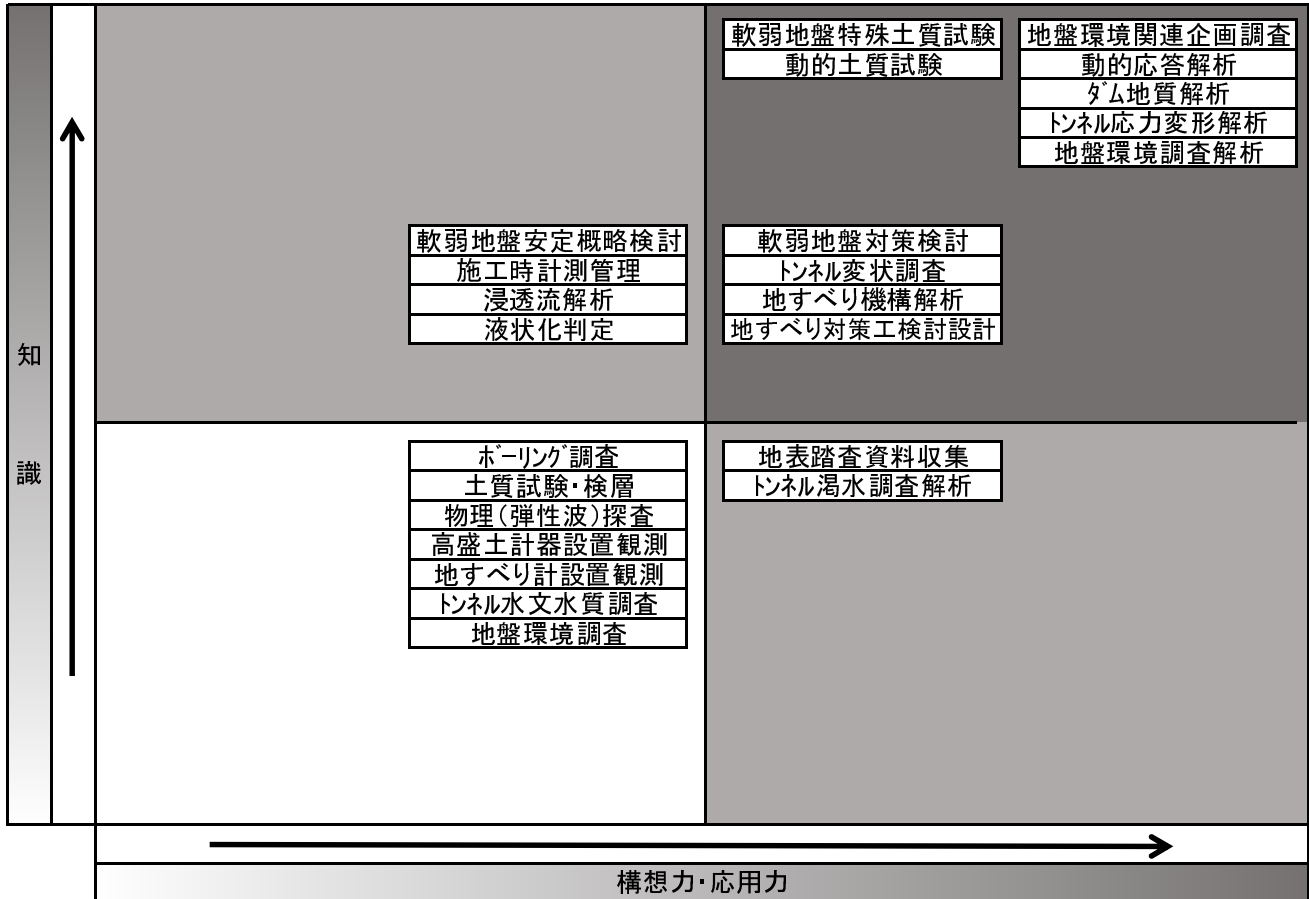 軟弱地盤特殊土質試験
動的土質試験
地盤環境関連企画調査
動的応答解析
ﾀﾞﾑ地質解析
ﾄﾝﾈﾙ応力変形解析
地盤環境調査解析
軟弱地盤安定概略検討
施工時計測管理
浸透流解析
液状化判定
軟弱地盤対策検討
ﾄﾝﾈﾙ変状調査
地すべり機構解析
地すべり対策工検討設計
知識
ﾎﾞｰﾘﾝｸﾞ調査
土質試験・検層
物理（弾性波）探査
高盛土計器設置観測
地すべり計設置観測
ﾄﾝﾈﾙ水文水質調査
地盤環境調査
地表踏査資料収集
ﾄﾝﾈﾙ渇水調査解析
構想力・応用力